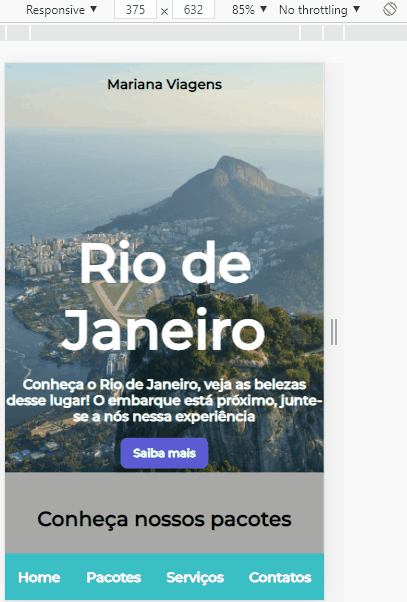 Responsive ▼ 375 × 632 85% ▼ No throttling ▼
Mariana Viagens
Rio de
Janeiro
Conheça o Rio de Janeiro, veja as belezas
desse lugar! O embarque está próximo, junte-
se a nós nessa experiência
Saiba mais
Conheça nossos pacotes
Home Pacotes Serviços Contatos